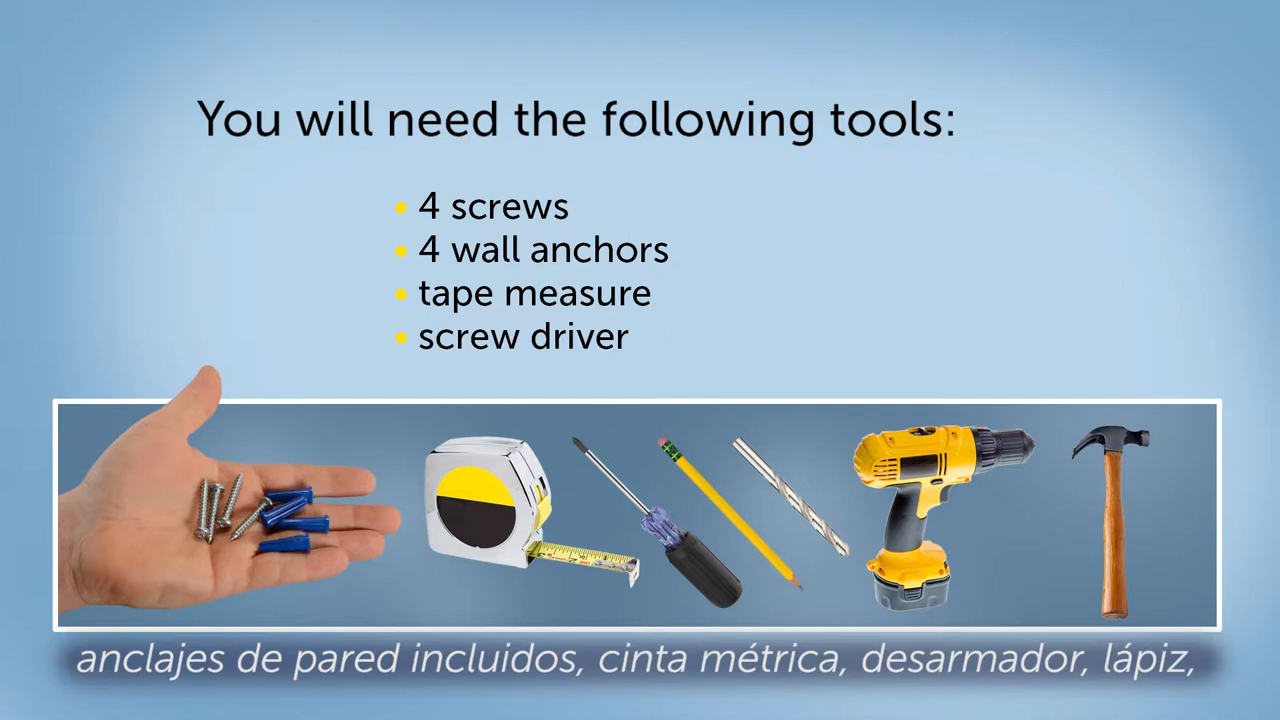 You will need the following tools:
• 4 screws
• 4 wall anchors
• tape measure
• screw driver
anclajes de pared incluidos, cinta métrica, desarmador, lápiz,